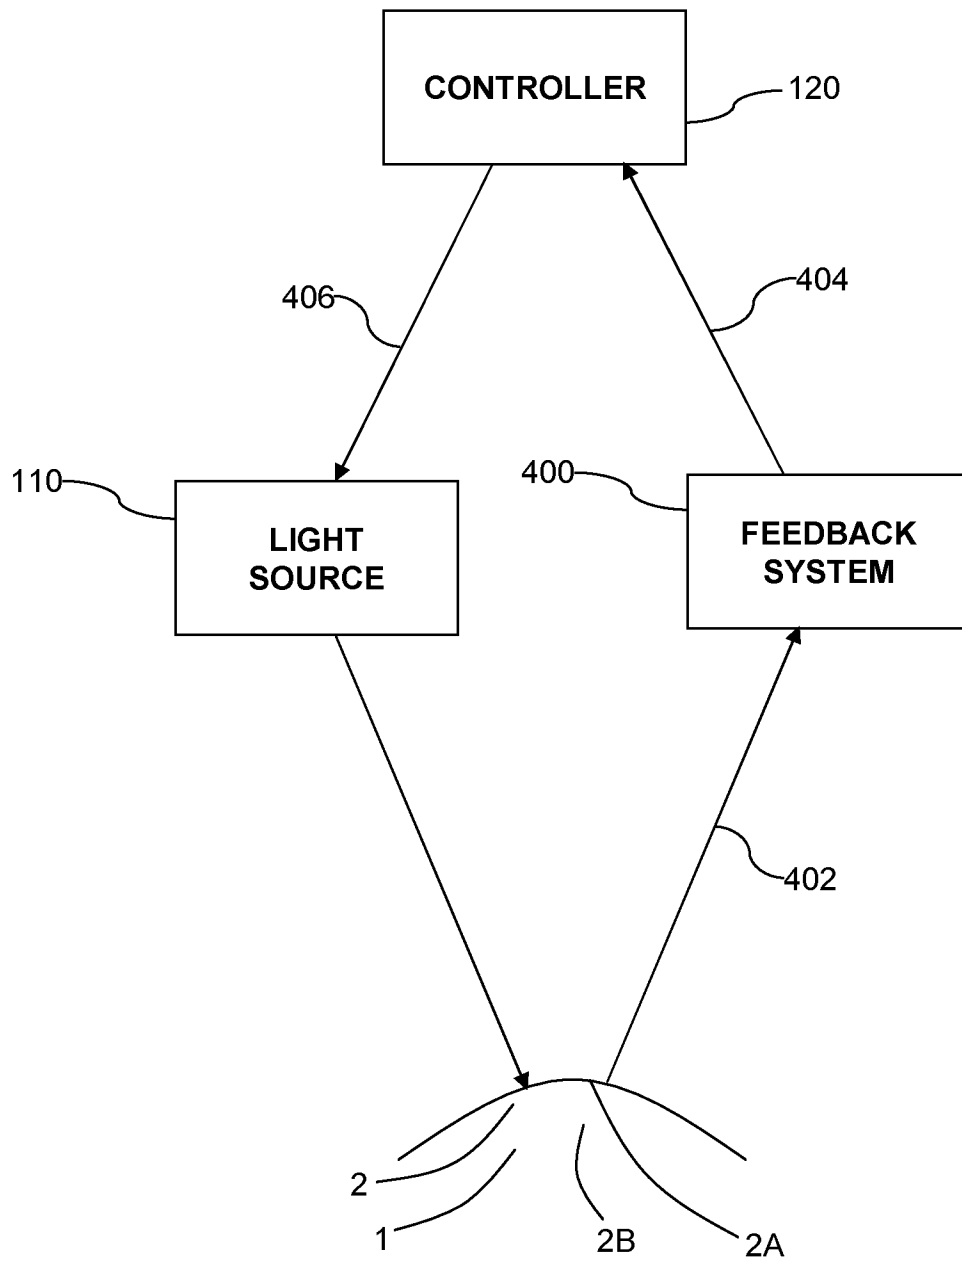 CONTROLLER
120
406
404
110
LIGHT
SOURCE
400
FEEDBACK
SYSTEM
402
2
1
2B
2A